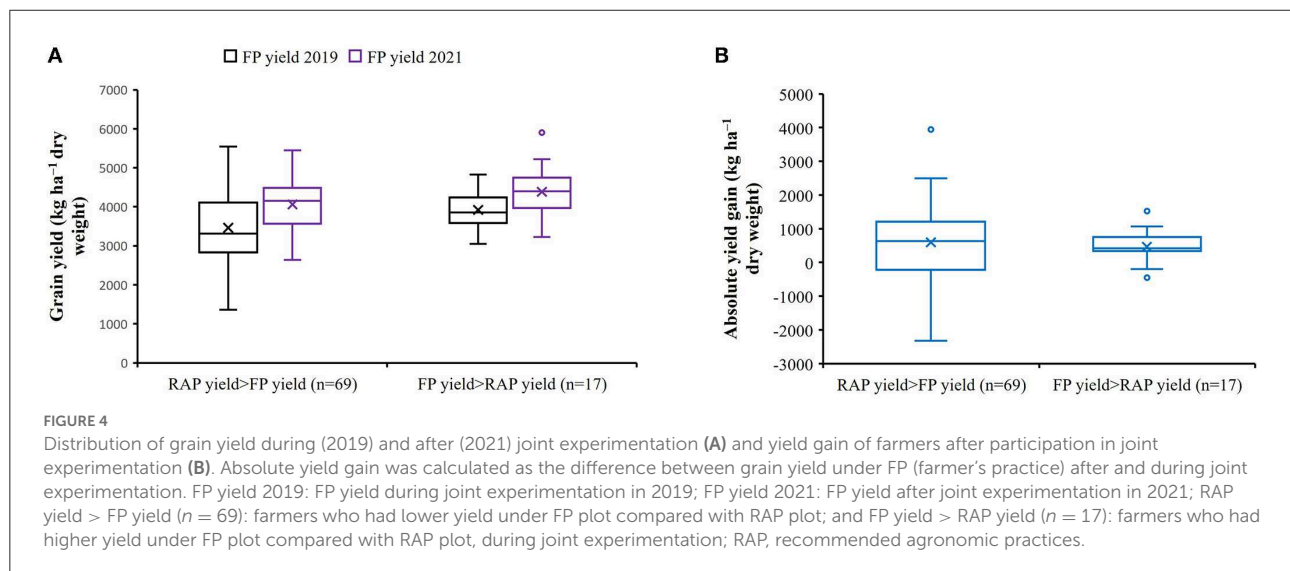 A
FP yield 2019 FP yield 2021
Grain yield (kg ha⁻¹ dry
weight)
7000
6000
5000
4000
3000
2000
1000
0
RAP yield>FP yield (n=69) FP yield>RAP yield (n=17)
B
Absolute yield gain (kg ha⁻¹
dry weight)
5000
4000
3000
2000
1000
0
-1000
-2000
-3000
RAP yield>FP yield (n=69) FP yield>RAP yield (n=17)
FIGURE 4
Distribution of grain yield during (2019) and after (2021) joint experimentation (A) and yield gain of farmers after participation in joint
experimentation (B). Absolute yield gain was calculated as the difference between grain yield under FP (farmer's practice) after and during joint
experimentation. FP yield 2019: FP yield during joint experimentation in 2019; FP yield 2021: FP yield after joint experimentation in 2021; RAP
yield > FP yield (n = 69): farmers who had lower yield under FP plot compared with RAP plot; and FP yield > RAP yield (n = 17): farmers who had
higher yield under FP plot compared with RAP plot, during joint experimentation; RAP, recommended agronomic practices.